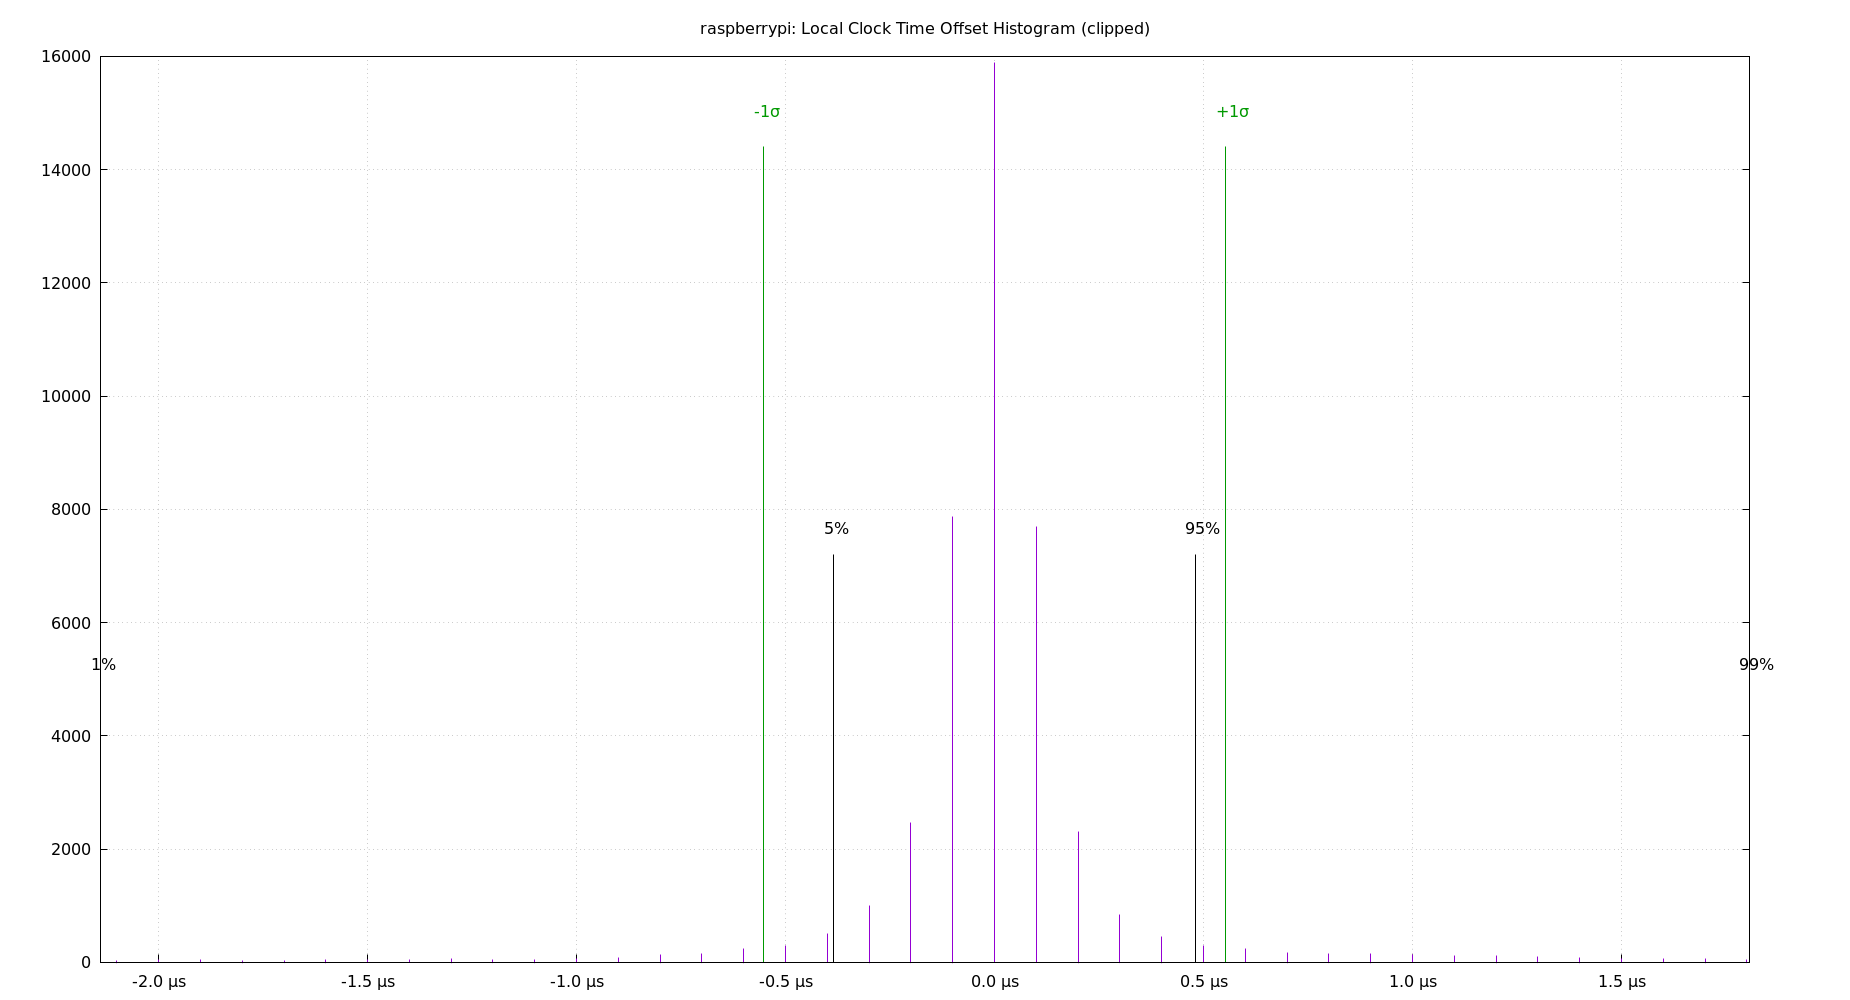 raspberrypi: Local Clock Time Offset Histogram (clipped)
16000
-1σ
+1σ
14000
12000
10000
8000
5%
95%
6000
1%
99%
4000
2000
0
-2.0 µs
-1.5 µs
-1.0 µs
-0.5 µs
0.0 µs
0.5 µs
1.0 µs
1.5 µs